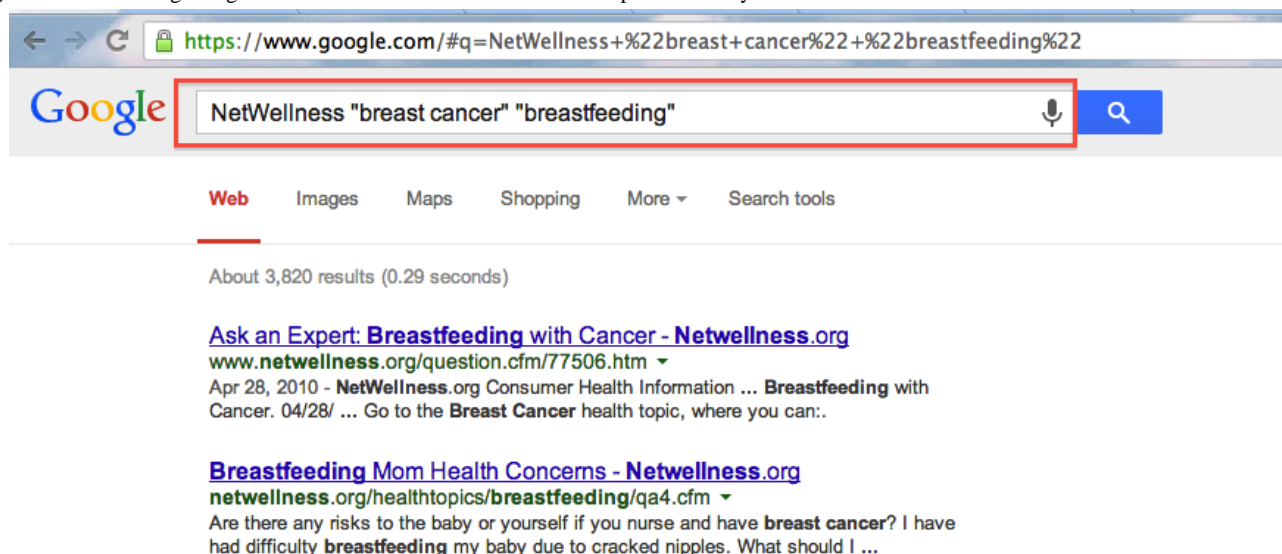 https://www.google.com/#q=NetWellness+%22breast+cancer%22+%22breastfeeding%22
Google NetWellness "breast cancer" "breastfeeding"
Web Images Maps Shopping More Search tools
About 3,820 results (0.29 seconds)
Ask an Expert: Breastfeeding with Cancer - Netwellness.org
www.netwellness.org/question.cfm/77506.htm
Apr 28, 2010 - NetWellness.org Consumer Health Information ... Breastfeeding with
Cancer. 04/28/ ... Go to the Breast Cancer health topic, where you can:.
Breastfeeding Mom Health Concerns - Netwellness.org
netwellness.org/healthtopics/breastfeeding/qa4.cfm
Are there any risks to the baby or yourself if you nurse and have breast cancer? I have
had difficulty breastfeeding my baby due to cracked nipples. What should I ...